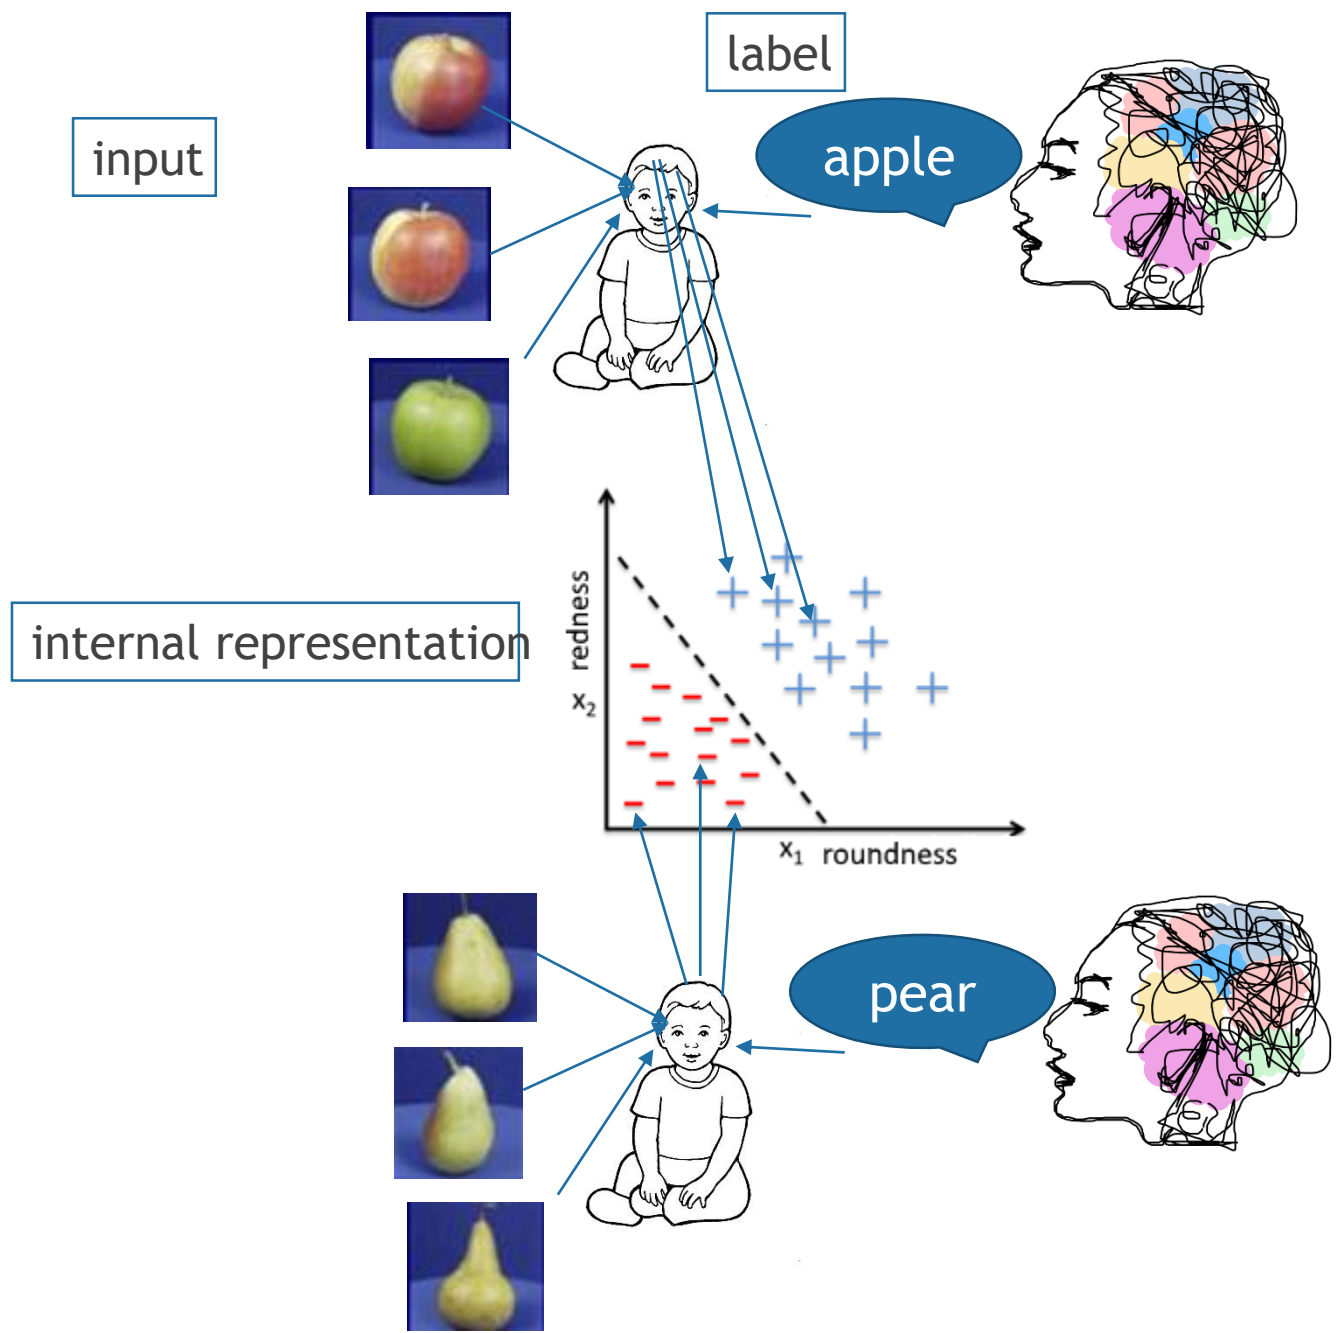 label
input
apple
internal representation
redness
x₂
x₁ roundness
pear